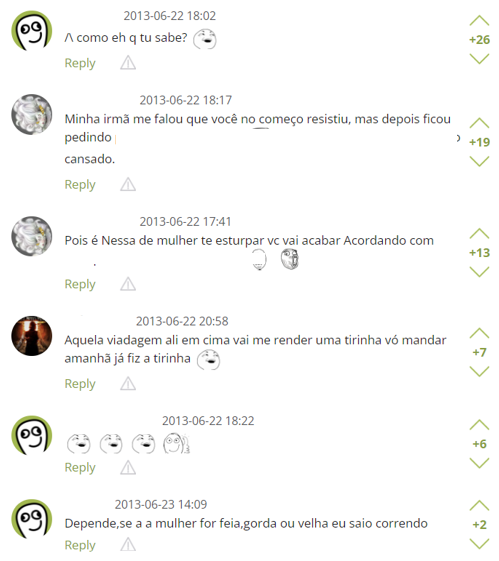 2013-06-22 18:02
/\ como eh q tu sabe?
+26
Reply
2013-06-22 18:17
Minha irmã me falou que você no começo resistiu, mas depois ficou
pedindo
cansado.
+19
Reply
2013-06-22 17:41
Pois é Nessa de mulher te esturpar vc vai acabar Acordando com
.
+13
Reply
2013-06-22 20:58
Aquela viadagem ali em cima vai me render uma tirinha vó mandar
amanhã já fiz a tirinha
+7
Reply
2013-06-22 18:22
+6
Reply
2013-06-23 14:09
Depende,se a a mulher for feia,gorda ou velha eu saio correndo
+2
Reply